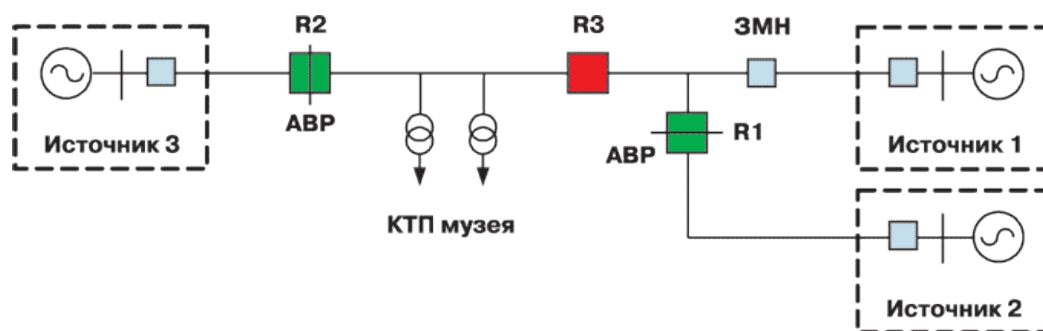 R2
R3
ЗМН
АВР
R1
АВР
Источник 3
Источник 1
КТП музея
Источник 2